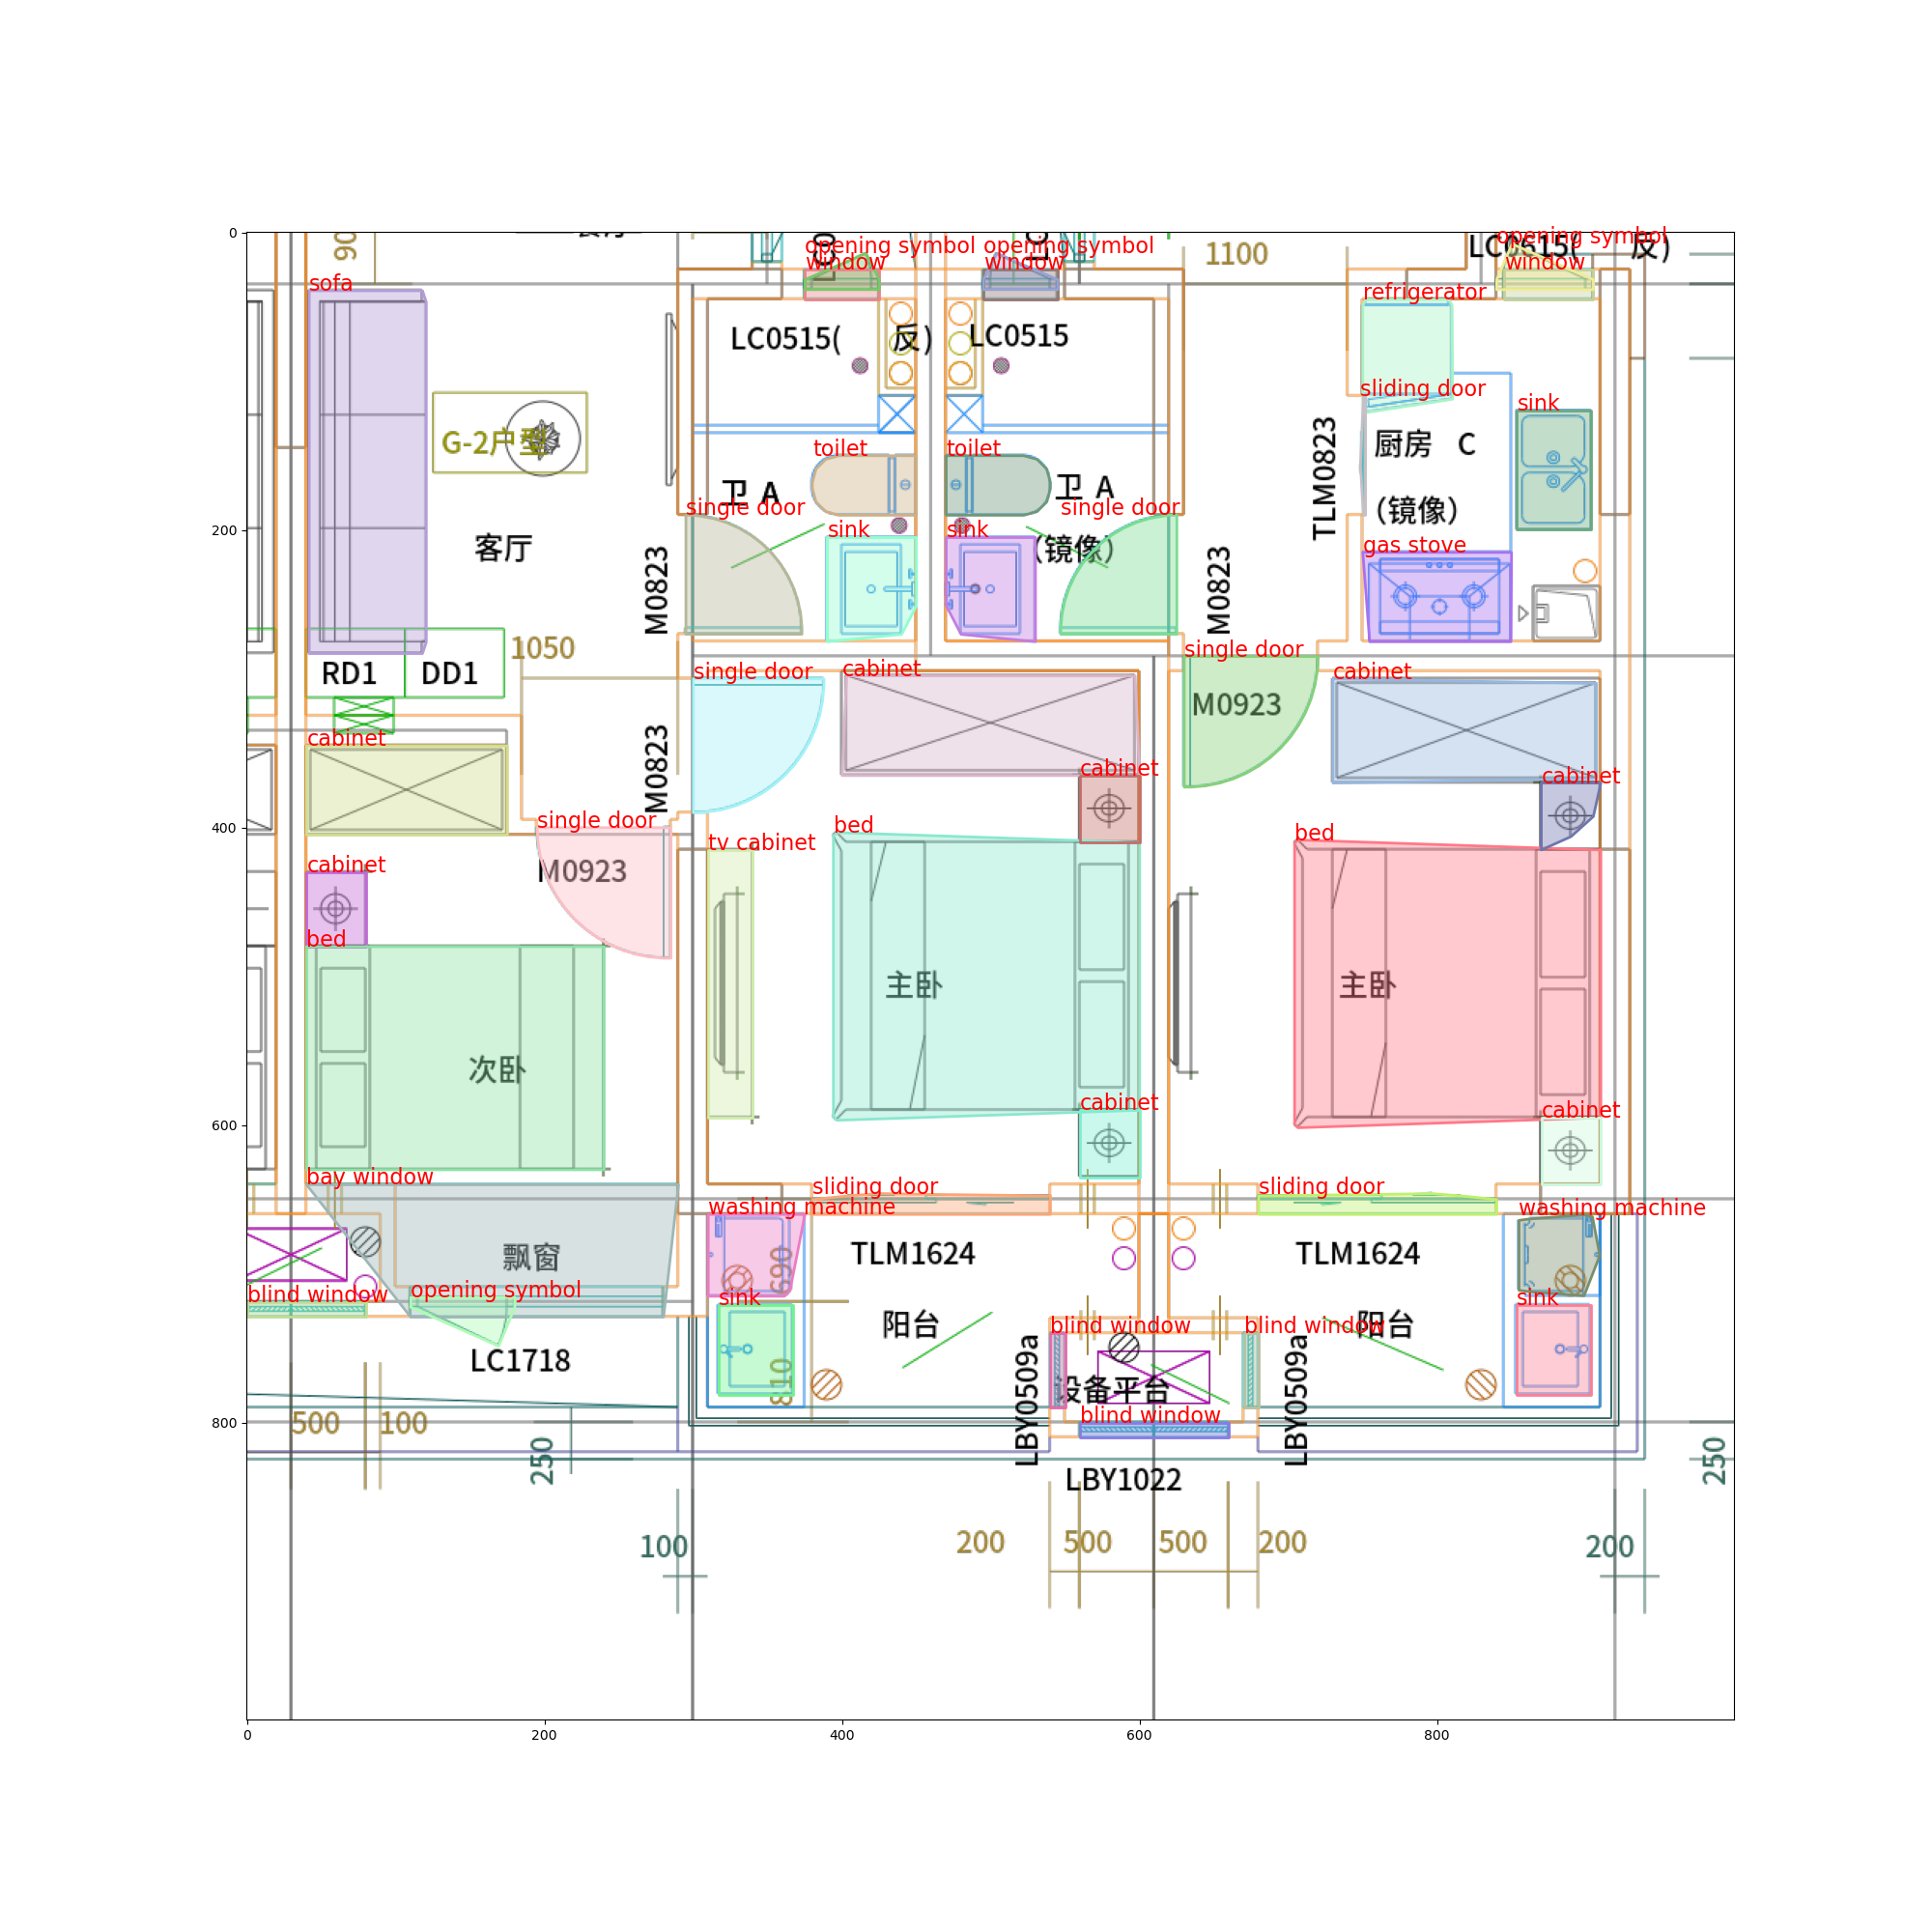 90
1100
LC0515(
反)
opening symbol
opening symbol
opening symbol
window
window
window
sofa
refrigerator
LC0515(
反)
LC0515
sliding door
sink
G-2户型
TLM0823
厨房 C
(镜像)
toilet
toilet
卫 A
卫 A
single door
single door
sink
sink
(镜像)
客厅
gas stove
M0823
M0823
1050
RD1
DD1
single door
single door
cabinet
cabinet
M0923
cabinet
M0823
cabinet
cabinet
single door
bed
bed
tv cabinet
M0923
cabinet
bed
主卧
主卧
次卧
cabinet
cabinet
bay window
sliding door
sliding door
washing machine
washing machine
飘窗
690
TLM1624
TLM1624
blind window
opening symbol
sink
sink
阳台
阳台
blind window
blind window
LC1718
810
LBY0509a
LBY0509a
设备平台
blind window
500
100
250
250
LBY1022
100
200
500
500
200
200
0
200
400
600
800
0
200
400
600
800